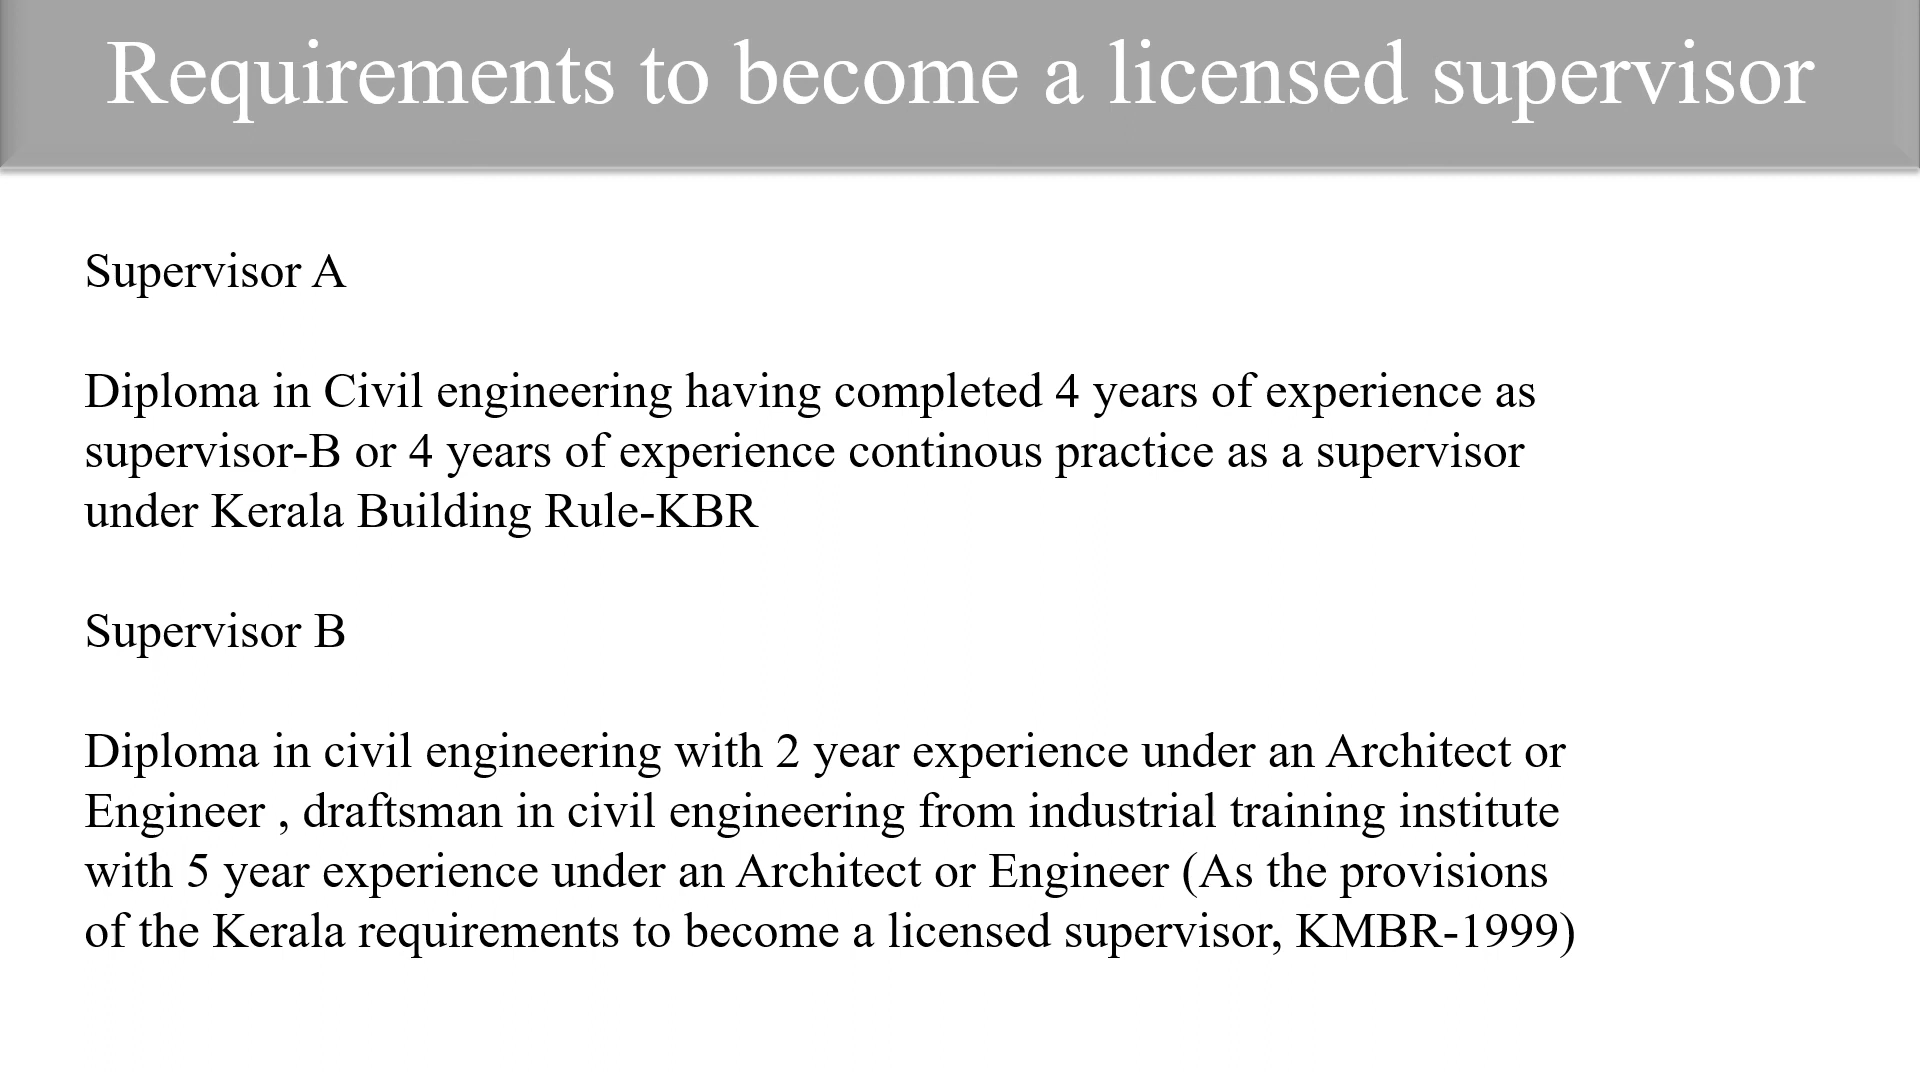 Requirements to become a licensed supervisor
Supervisor A
Diploma in Civil engineering having completed 4 years of experience as
supervisor-B or 4 years of experience continous practice as a supervisor
under Kerala Building Rule-KBR
Supervisor B
Diploma in civil engineering with 2 year experience under an Architect or
Engineer , draftsman in civil engineering from industrial training institute
with 5 year experience under an Architect or Engineer (As the provisions
of the Kerala requirements to become a licensed supervisor, KMBR-1999)